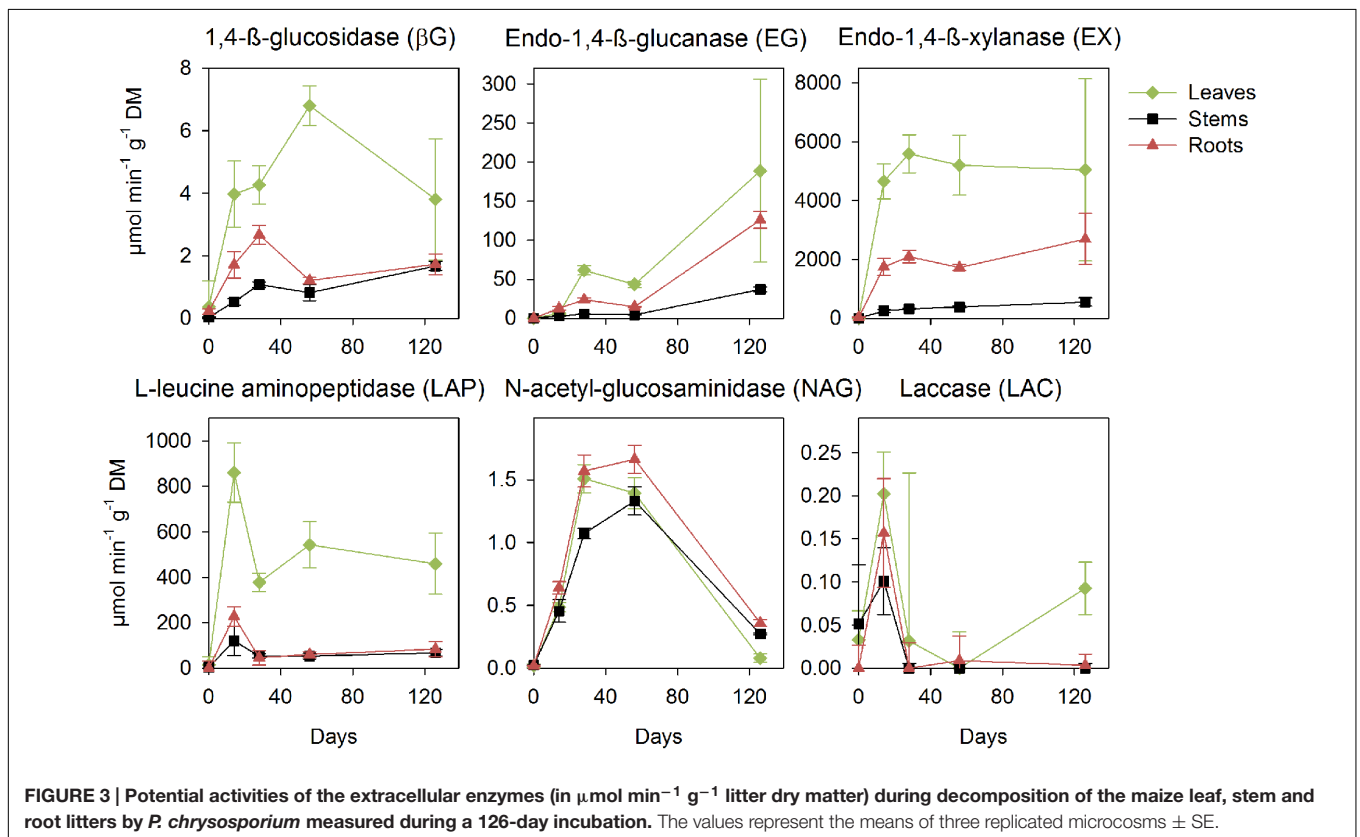 1,4-ß-glucosidase (βG) Endo-1,4-ß-glucanase (EG) Endo-1,4-ß-xylanase (EX)
µmol min⁻¹ g⁻¹ DM
8
6
4
2
0
0 40 80 120
300
250
200
150
100
50
0
0 40 80 120
8000
6000
4000
2000
0
0 40 80 120
Leaves
Stems
Roots
L-leucine aminopeptidase (LAP) N-acetyl-glucosaminidase (NAG) Laccase (LAC)
µmol min⁻¹ g⁻¹ DM
1000
800
600
400
200
0
0 40 80 120
Days
1.5
1.0
0.5
0.0
0 40 80 120
Days
0.25
0.20
0.15
0.10
0.05
0.00
0 40 80 120
Days
FIGURE 3 | Potential activities of the extracellular enzymes (in μmol min⁻¹ g⁻¹ litter dry matter) during decomposition of the maize leaf, stem and
root litters by P. chrysosporium measured during a 126-day incubation. The values represent the means of three replicated microcosms ± SE.